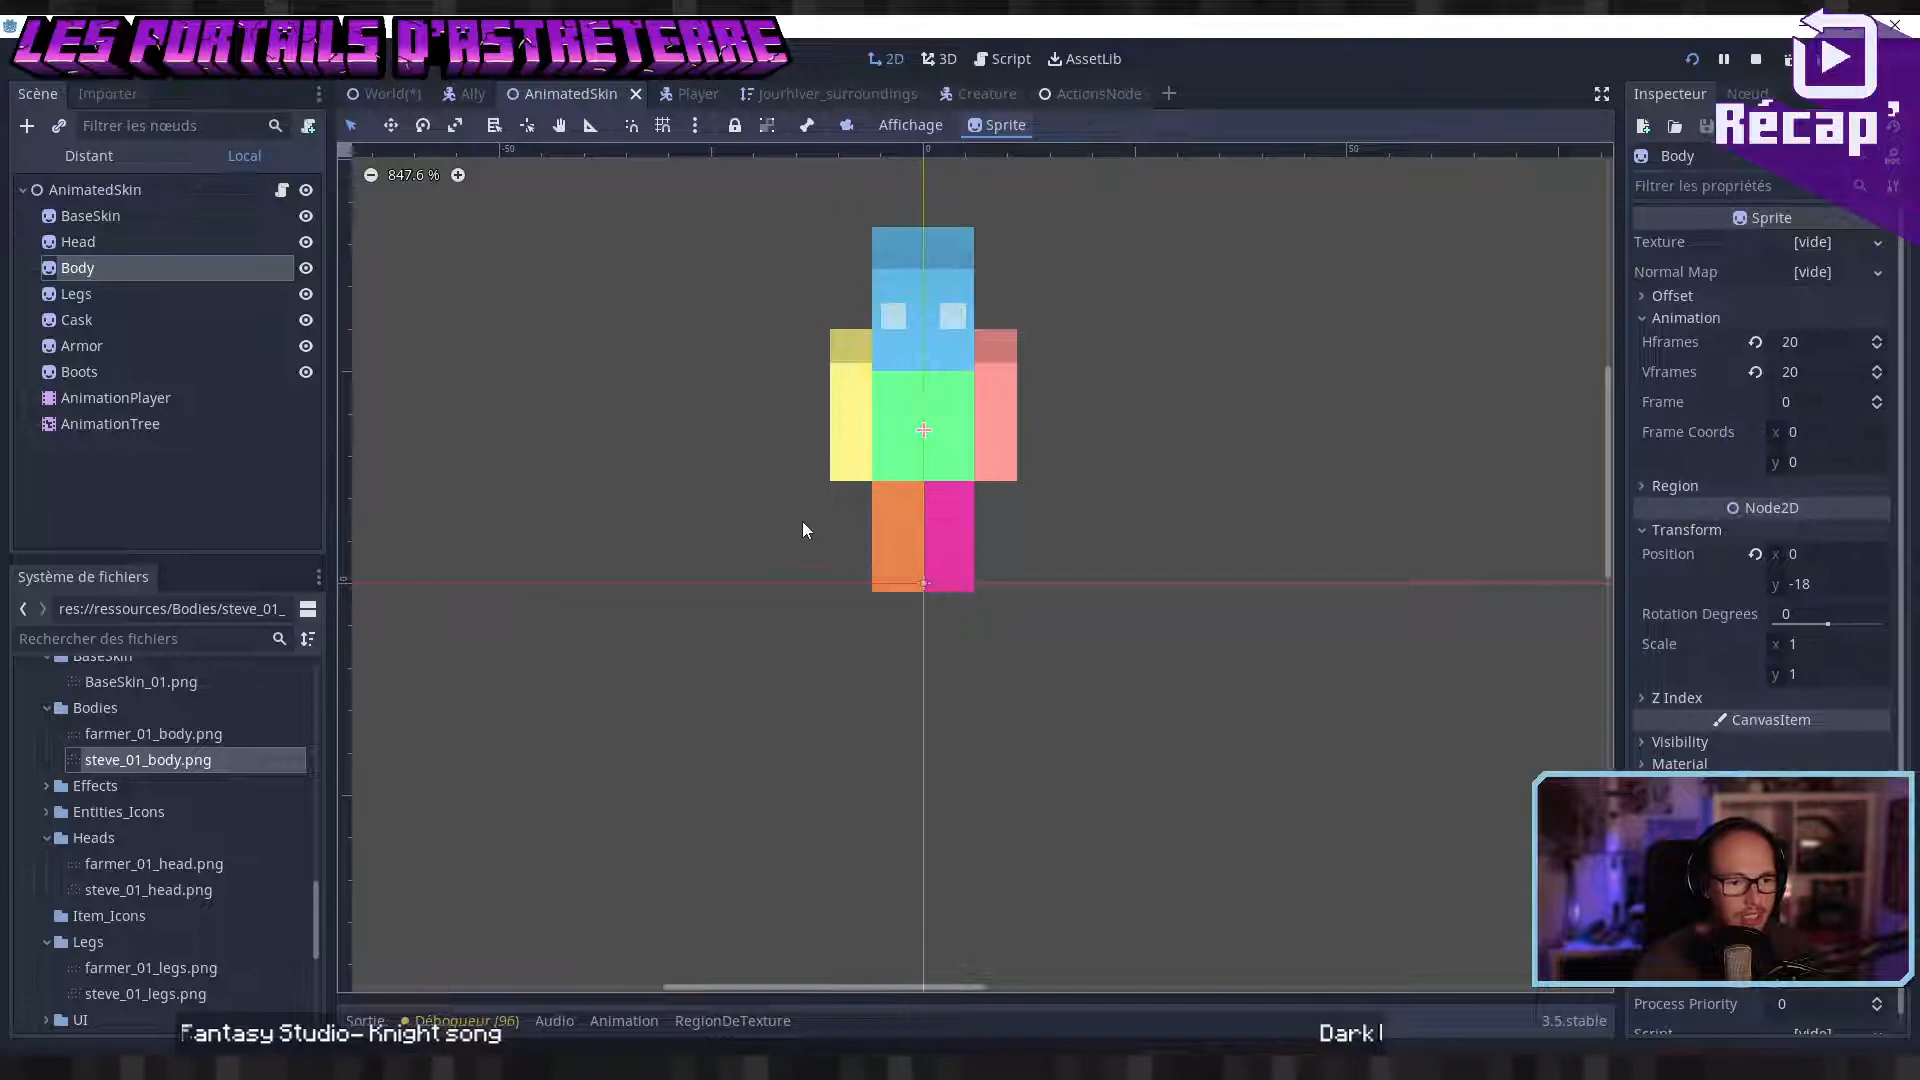 LES PORTAILS D'ASTRETERRE
2D
3D
Script
AssetLib
Récap'
Scène
Importer
World(*)
Ally
AnimatedSkin
Player
Jourhiver_surroundings
Creature
ActionsNode
Inspecteur
Nœud
Filtrer les nœuds
Affichage
Sprite
Distant
Local
Body
847.6 %
-50
0
50
Filtrer les propriétés
AnimatedSkin
BaseSkin
Head
Body
Legs
Cask
Armor
Boots
AnimationPlayer
AnimationTree
Sprite
Texture [vide]
Normal Map [vide]
Offset
Animation
Hframes 20
Vframes 20
Frame 0
Frame Coords x 0
y 0
Region
Node2D
Transform
Position x 0
y -18
Rotation Degrees 0
Scale x 1
y 1
Z Index
CanvasItem
Visibility
Material
Système de fichiers
res://ressources/Bodies/steve_01_
Rechercher des fichiers
BaseSkin
BaseSkin_01.png
Bodies
farmer_01_body.png
steve_01_body.png
Effects
Entities_Icons
Heads
farmer_01_head.png
steve_01_head.png
Item_Icons
Legs
farmer_01_legs.png
steve_01_legs.png
UI
Process Priority 0
Script [vide]
Sortie
Débogueur (96)
Audio
Animation
RegionDeTexture
3.5.stable
Fantasy Studio- Knight song
Dark